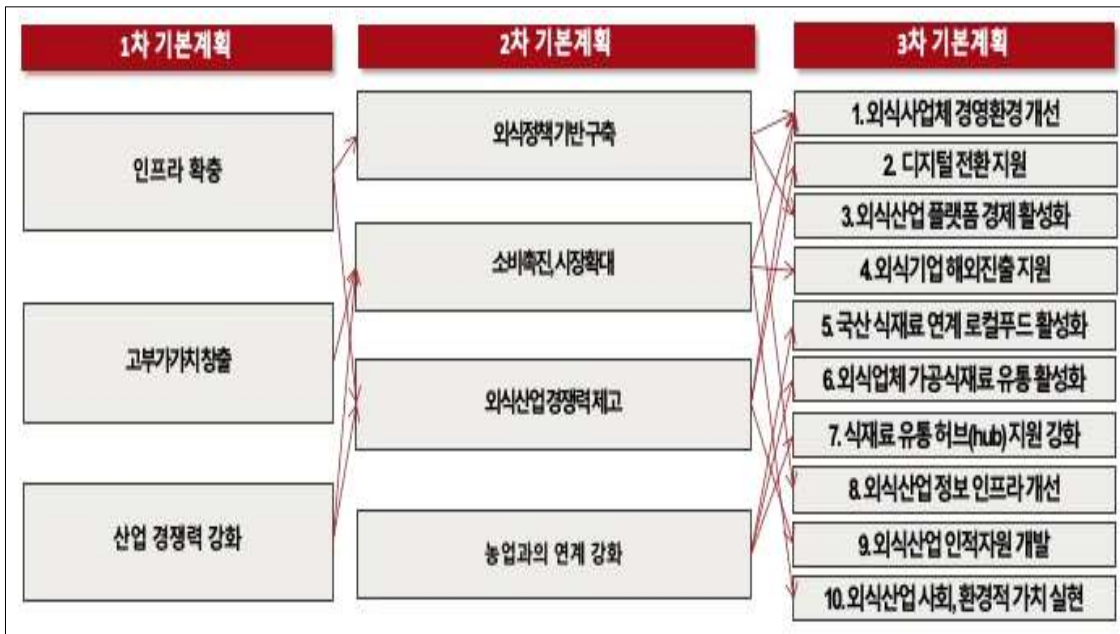 1차 기본계획
인프라 확충
고부가가치 창출
산업 경쟁력 강화
2차 기본계획
외식정책 기반 구축
소비촉진, 시장확대
외식산업 경쟁력 제고
농업과의 연계 강화
3차 기본계획
1. 외식사업체 경영환경 개선
2. 디지털 전환 지원
3. 외식산업 플랫폼 경제 활성화
4. 외식기업 해외진출 지원
5. 국산 식재료 연계 로컬푸드 활성화
6. 외식업체 가공식재료 유통 활성화
7. 식재료 유통 허브(hub) 지원 강화
8. 외식산업 정보 인프라 개선
9. 외식산업 인적자원 개발
10. 외식산업 사회, 환경적 가치 실현